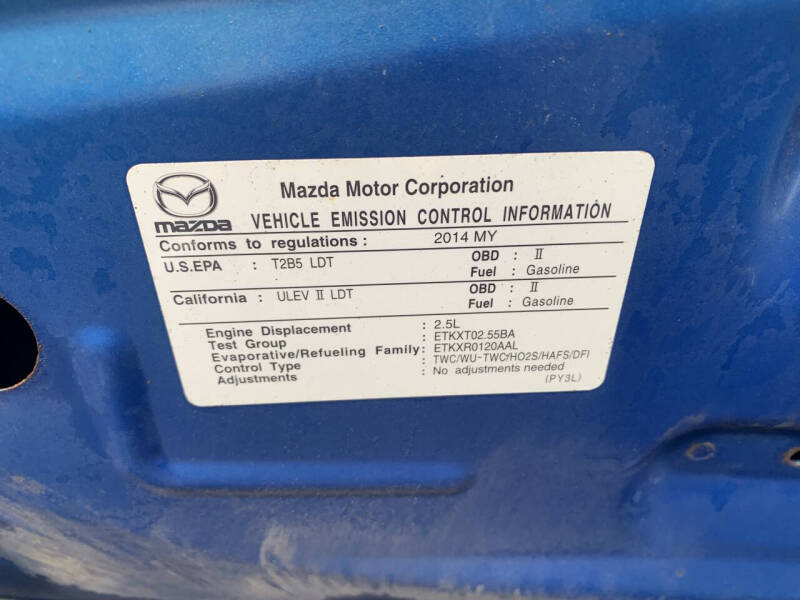 Mazda Motor Corporation
mazda VEHICLE EMISSION CONTROL INFORMATION
Conforms to regulations : 2014 MY
U.S.EPA : T2B5 LDT OBD : II
Fuel : Gasoline
California : ULEV II LDT OBD : II
Fuel : Gasoline
Engine Displacement : 2.5L
Test Group : ETKXT02.55BA
Evaporative/Refueling Family: ETKXR0120AAL
Control Type : TWC/WU-TWC/HO2S/HAFS/DFI
Adjustments : No adjustments needed
(PY3L)